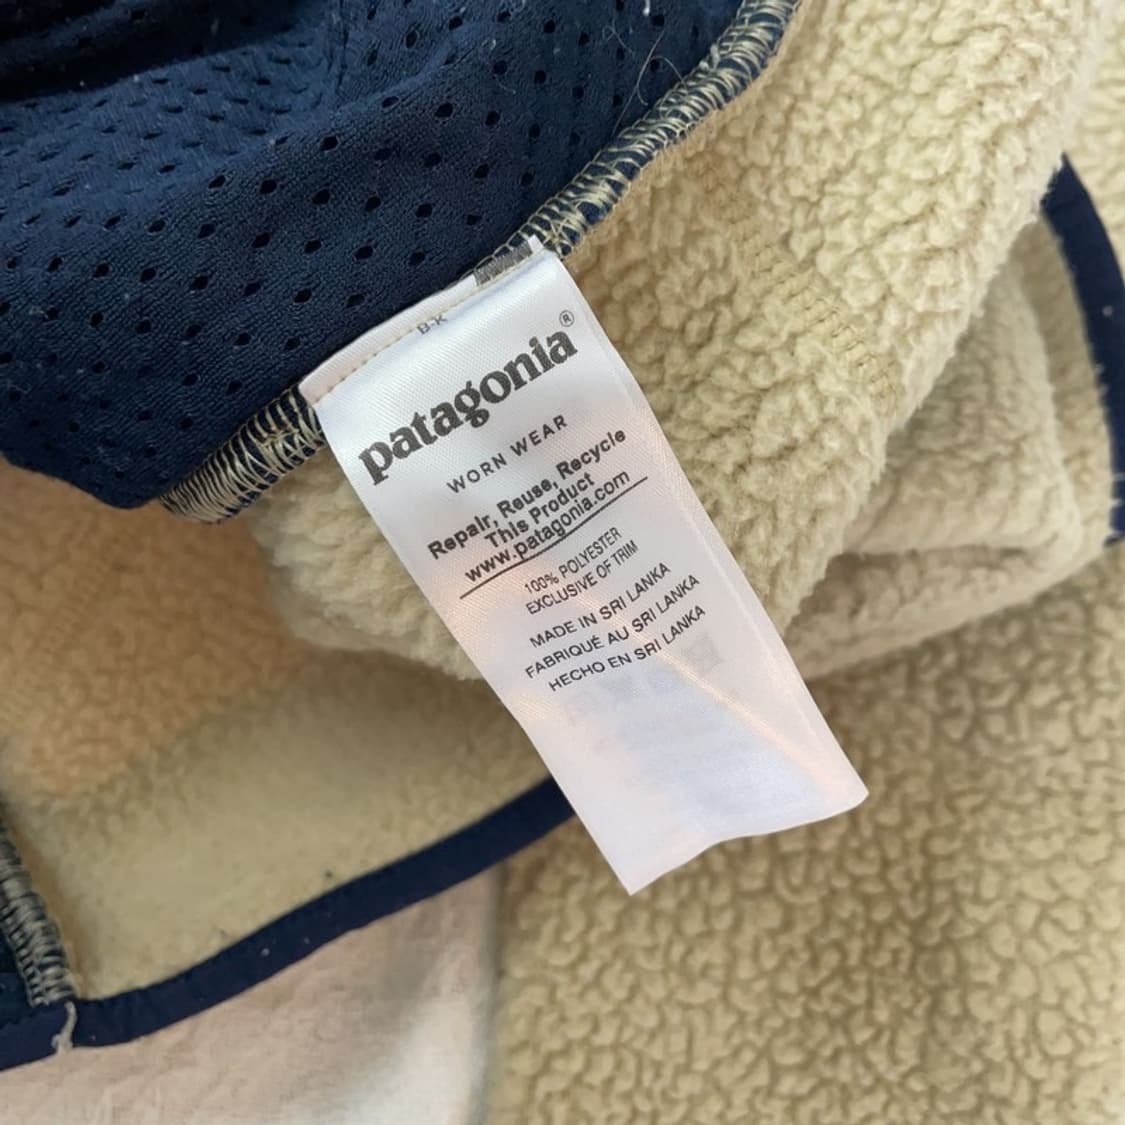 B-K
patagonia®
WORN WEAR
Repair, Reuse, Recycle
This Product
www.patagonia.com
100% POLYESTER
EXCLUSIVE OF TRIM
MADE IN SRI LANKA
FABRIQUÉ AU SRI LANKA
HECHO EN SRI LANKA